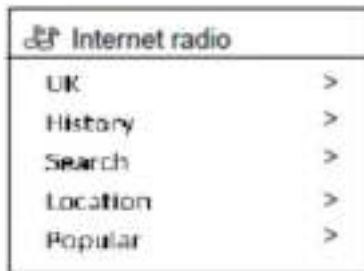 Internet radio
UK >
History >
Search >
Location >
Popular >